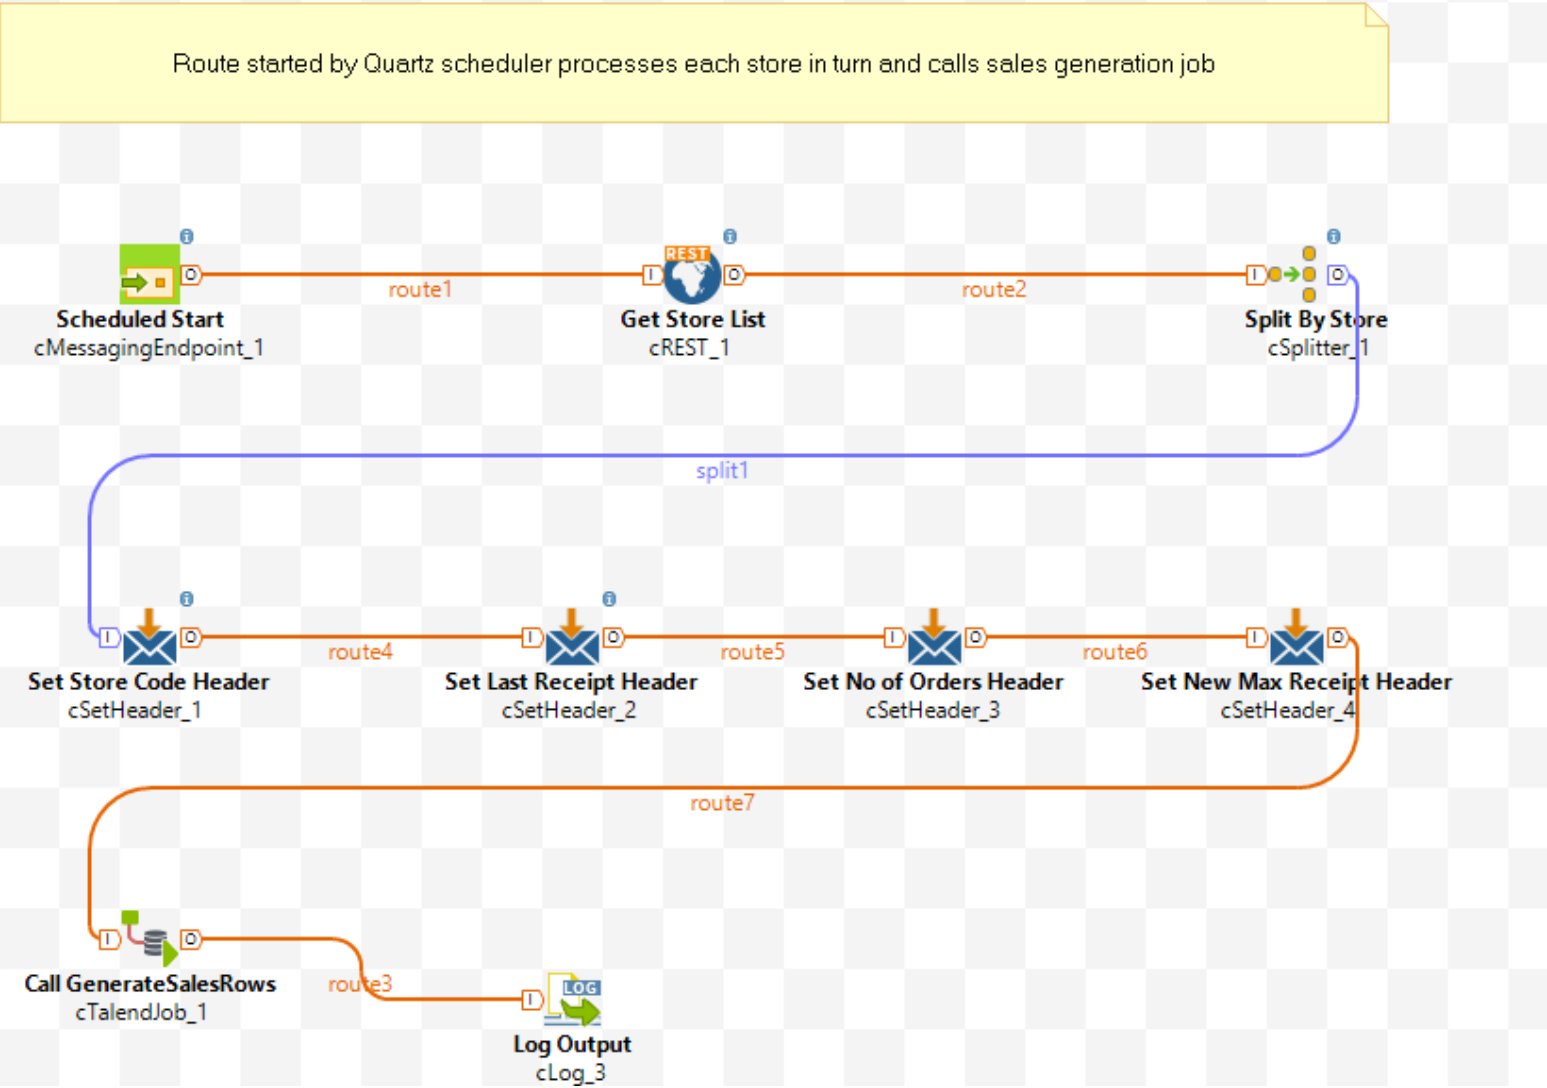 Route started by Quartz scheduler processes each store in turn and calls sales generation job
REST
I O I O I O
route1 route2
Scheduled Start Get Store List Split By Store
cMessagingEndpoint_1 cREST_1 cSplitter_1
split1
I O I O I O I O
route4 route5 route6
Set Store Code Header Set Last Receipt Header Set No of Orders Header Set New Max Receipt Header
cSetHeader_1 cSetHeader_2 cSetHeader_3 cSetHeader_4
route7
I O
Call GenerateSalesRows route3 LOG
I
cTalendJob_1
Log Output
cLog_3